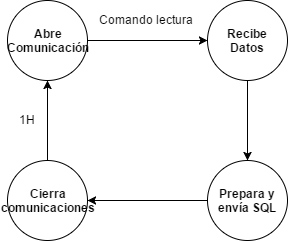 Abre
Comunicación
Comando lectura
Recibe
Datos
1H
Cierra
comunicaciones
Prepara y
envía SQL